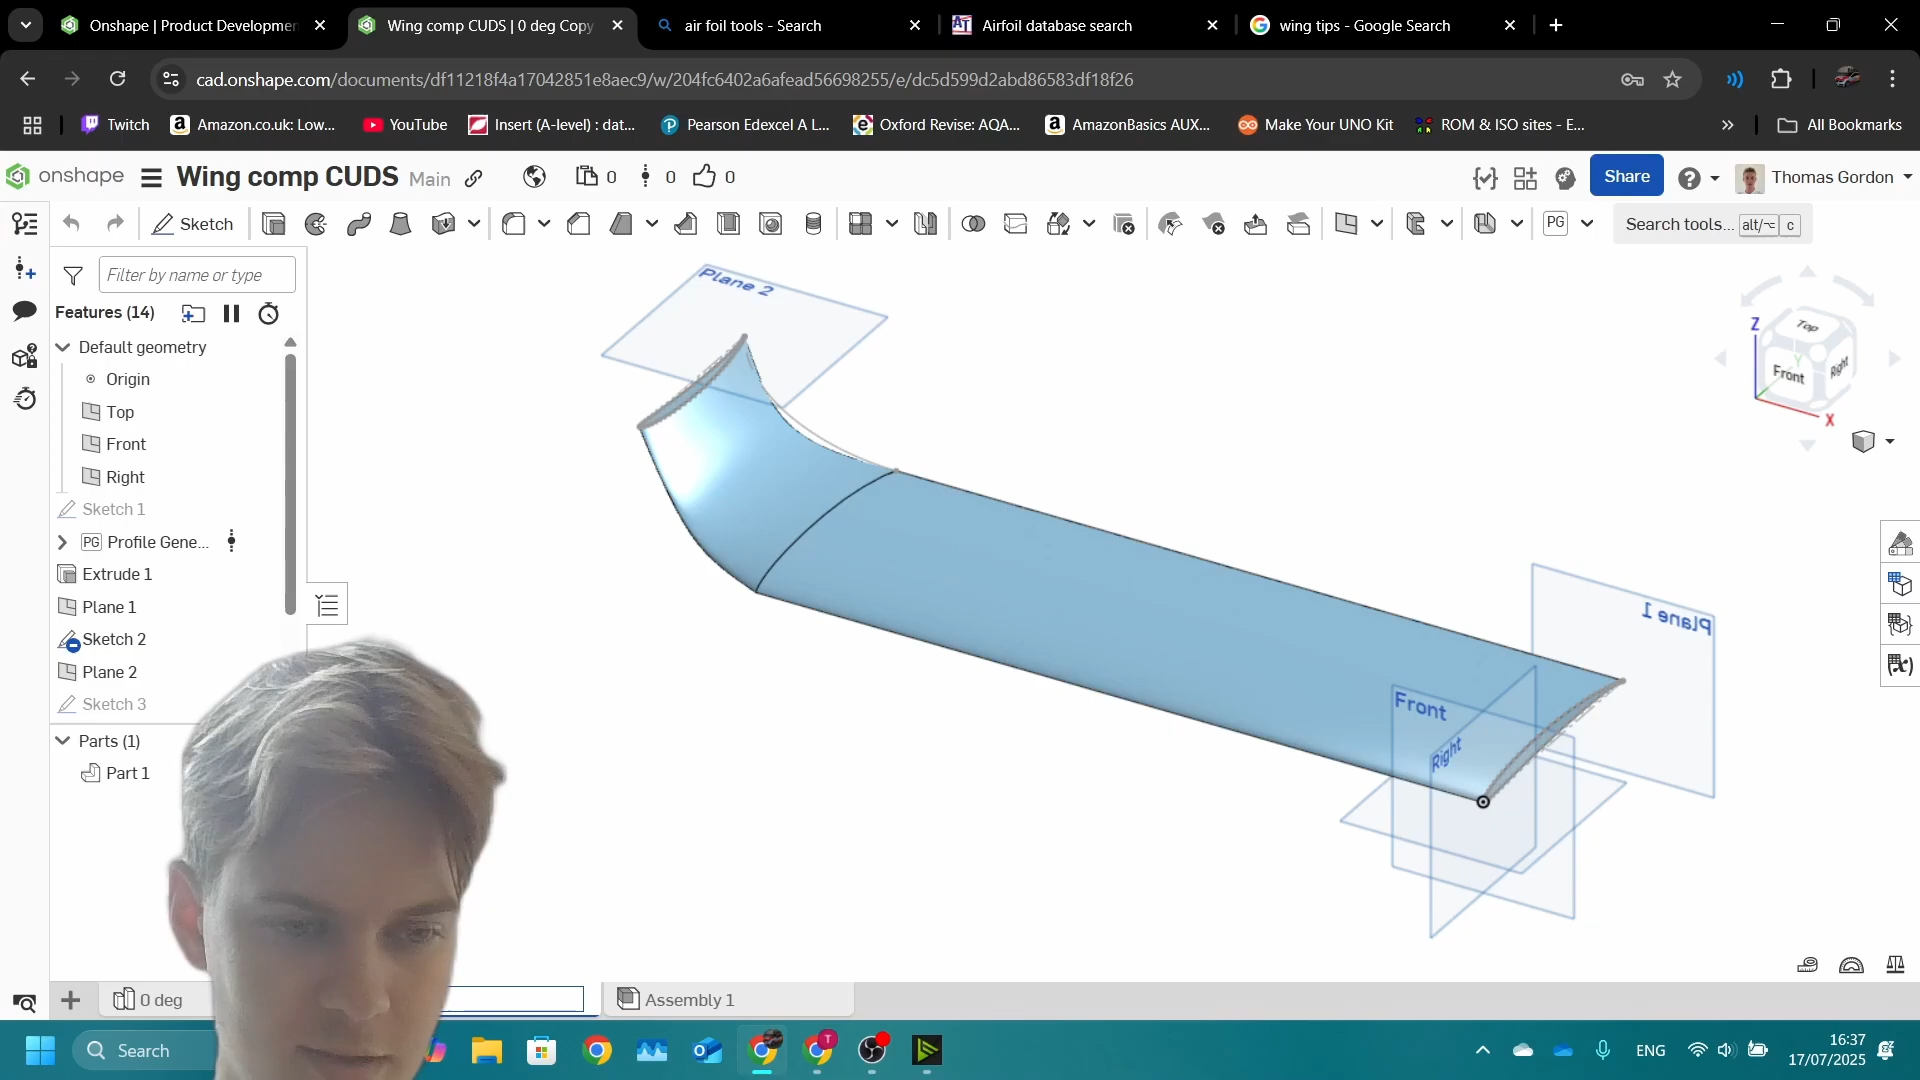 Onshape | Product Developmen
Wing comp CUDS | 0 deg Copy
air foil tools - Search
Airfoil database search
wing tips - Google Search
cad.onshape.com/documents/df11218f4a17042851e8aec9/w/204fc6402a6afead56698255/e/dc5d599d2abd86583df18f26
Twitch
Amazon.co.uk: Low...
YouTube
Insert (A-level) : dat...
Pearson Edexcel A L...
Oxford Revise: AQA...
AmazonBasics AUX...
Make Your UNO Kit
ROM & ISO sites - E...
All Bookmarks
onshape
Wing comp CUDS
Main
0
0
0
Share
Thomas Gordon
Sketch
PG
Search tools...
alt/⌥
c
Filter by name or type
Features (14)
Default geometry
Origin
Top
Front
Right
Sketch 1
PG
Profile Gene...
Extrude 1
Plane 1
Sketch 2
Plane 2
Sketch 3
Parts (1)
Part 1
Plane 2
Plane 1
Front
Right
Top
Front
Right
Z
Y
X
0 deg
Assembly 1
Search
T
ENG
16:37
17/07/2025